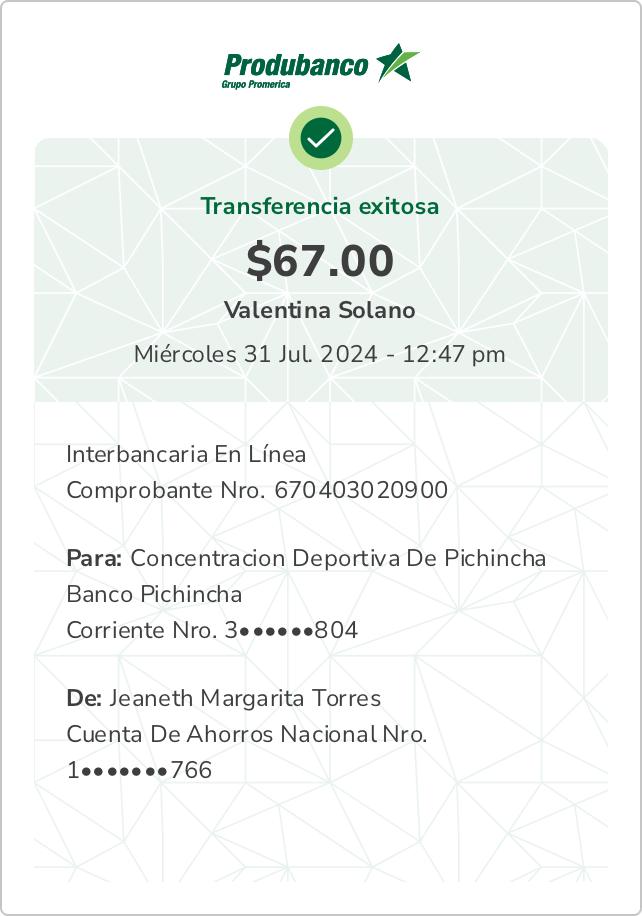 Produbanco
Grupo Promerica
Transferencia exitosa
$67.00
Valentina Solano
Miércoles 31 Jul. 2024 - 12:47 pm
Interbancaria En Línea
Comprobante Nro. 670403020900
Para: Concentracion Deportiva De Pichincha
Banco Pichincha
Corriente Nro. 3••••••804
De: Jeaneth Margarita Torres
Cuenta De Ahorros Nacional Nro.
1•••••••766